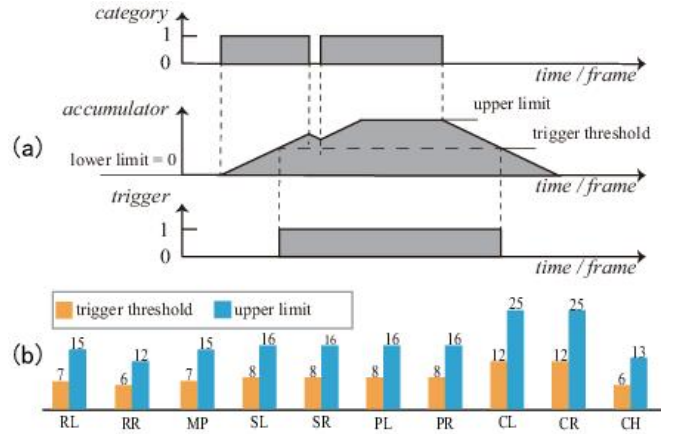 category
1
0
time / frame
accumulator
upper limit
(a)
trigger threshold
lower limit = 0
time / frame
trigger
1
0
time / frame
trigger threshold upper limit
(b)
7 15 6 12 7 15 8 16 8 16 8 16 8 16 12 25 12 25 6 13
RL RR MP SL SR PL PR CL CR CH